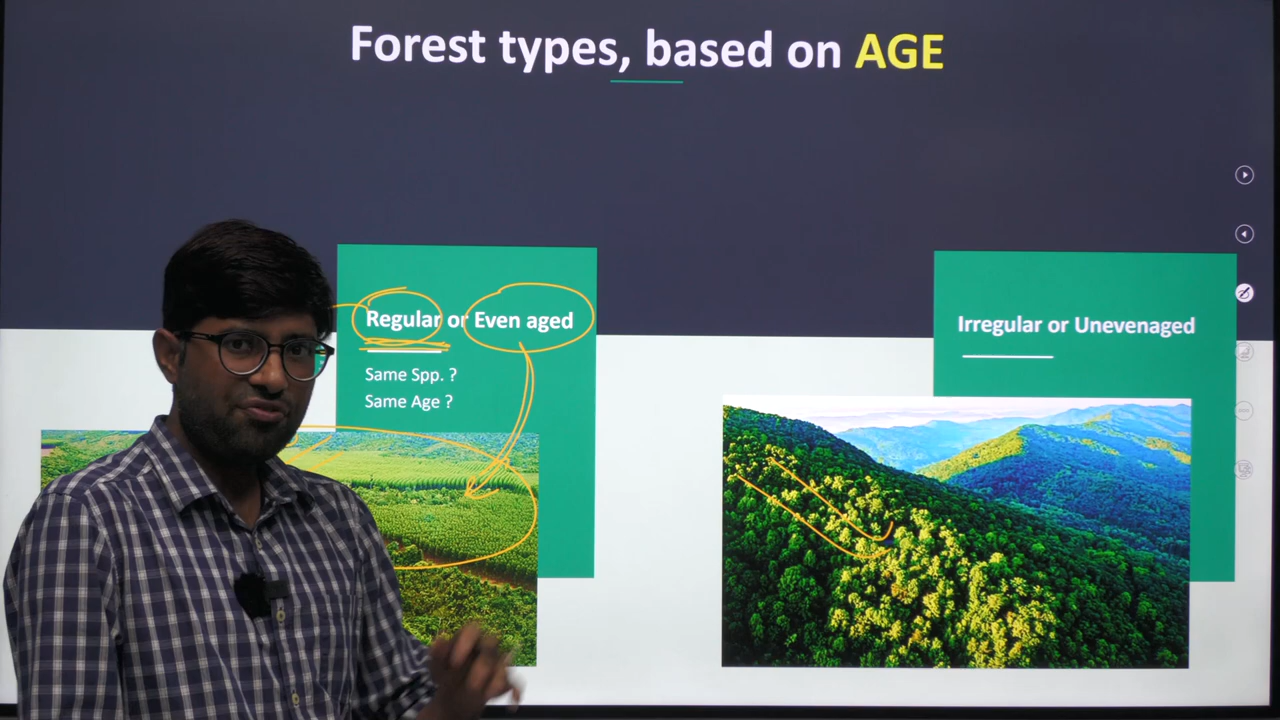 Forest types, based on AGE
Regular or Even aged
Same Spp. ?
Same Age ?
Irregular or Unevenaged